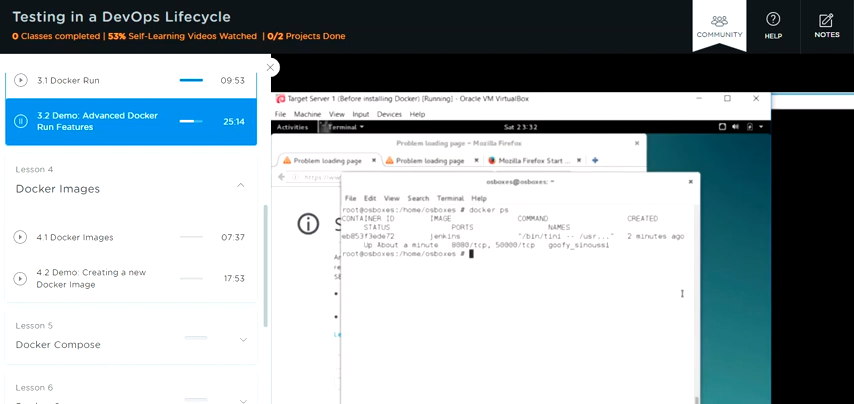 Testing in a DevOps Lifecycle
0 Classes completed | 53% Self-Learning Videos Watched | 0/2 Projects Done
COMMUNITY
HELP
NOTES
3.1 Docker Run
09:53
3.2 Demo: Advanced Docker
Run Features
25:14
Lesson 4
Docker Images
4.1 Docker Images
07:37
4.2 Demo: Creating a new
Docker Image
17:53
Lesson 5
Docker Compose
Lesson 6
Target Server 1 (Before installing Docker) [Running] - Oracle VM VirtualBox
File Machine View Input Devices Help
Activities Terminal Sat 23:32
Problem loading page - Mozilla Firefox
Problem loading page Problem loading page Mozilla Firefox Start ...
osboxes@osboxes: ~
File Edit View Search Terminal Help
root@osboxes:/home/osboxes # docker ps
CONTAINER ID IMAGE COMMAND CREATED
STATUS PORTS NAMES
eb853f3ede72 jenkins "/bin/tini -- /usr..." 2 minutes ago
Up About a minute 8080/tcp, 50000/tcp goofy_sinoussi
root@osboxes:/home/osboxes #